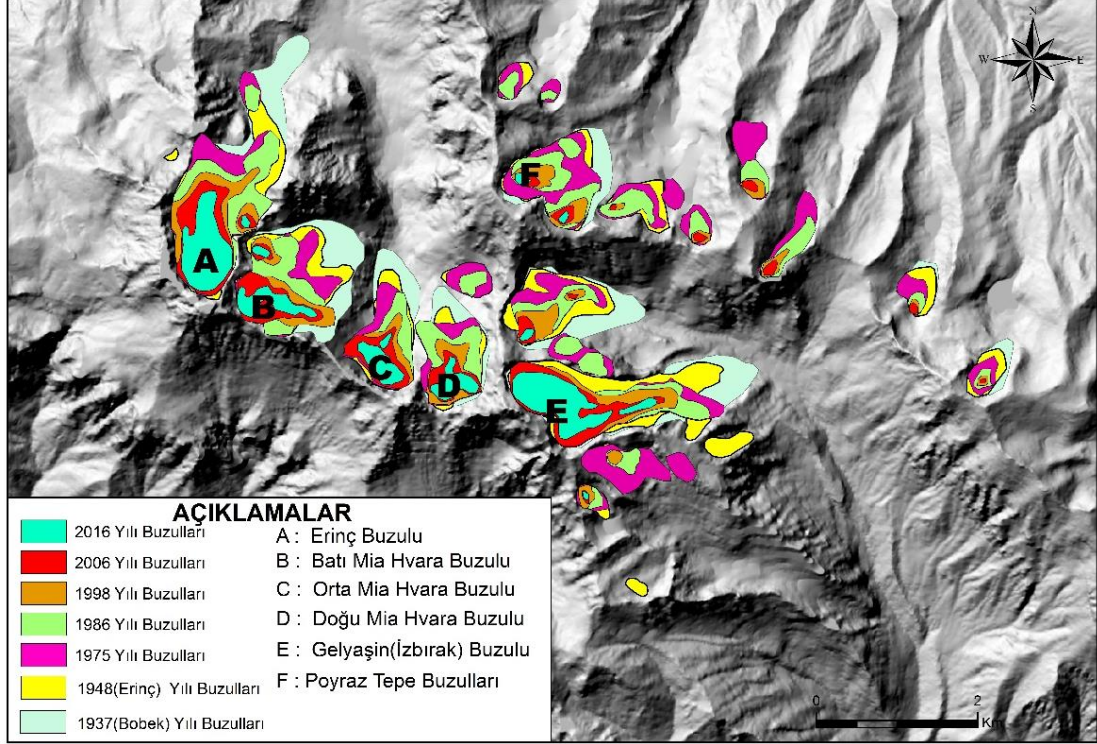 N
W E
S
A
F
B
C
D
E
AÇIKLAMALAR
2016 Yılı Buzulları
2006 Yılı Buzulları
1998 Yılı Buzulları
1986 Yılı Buzulları
1975 Yılı Buzulları
1948(Erinç) Yılı Buzulları
1937(Bobek) Yılı Buzulları
A : Erinç Buzulu
B : Batı Mia Hvara Buzulu
C : Orta Mia Hvara Buzulu
D : Doğu Mia Hvara Buzulu
E : Gelyaşin(İzbırak) Buzulu
F : Poyraz Tepe Buzulları
0 2
Km